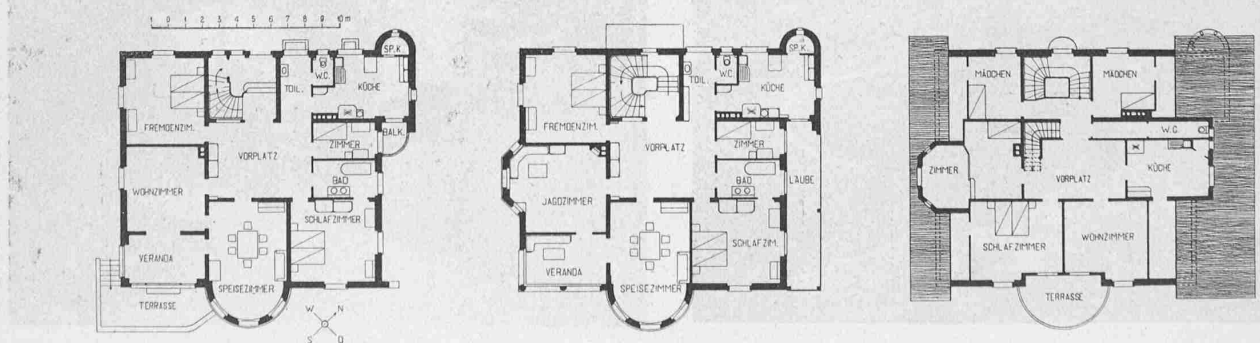 1 0 1 2 3 4 5 6 7 8 9 10 m
SP.K.
W.C.
TOIL.
KÜCHE
FREMDENZIM.
BALK.
ZIMMER
VORPLATZ
WOHNZIMMER
BAD
SCHLAFZIMMER
VERANDA
SPEISEZIMMER
TERRASSE
W N
S O
SP.K.
W.C.
TOIL.
KÜCHE
FREMDENZIM.
ZIMMER
VORPLATZ
BAD
LAUBE
JAGDZIMMER
SCHLAFZIM.
VERANDA
SPEISEZIMMER
MÄDCHEN
MÄDCHEN
W.C.
ZIMMER
KÜCHE
VORPLATZ
SCHLAFZIMMER
WOHNZIMMER
TERRASSE